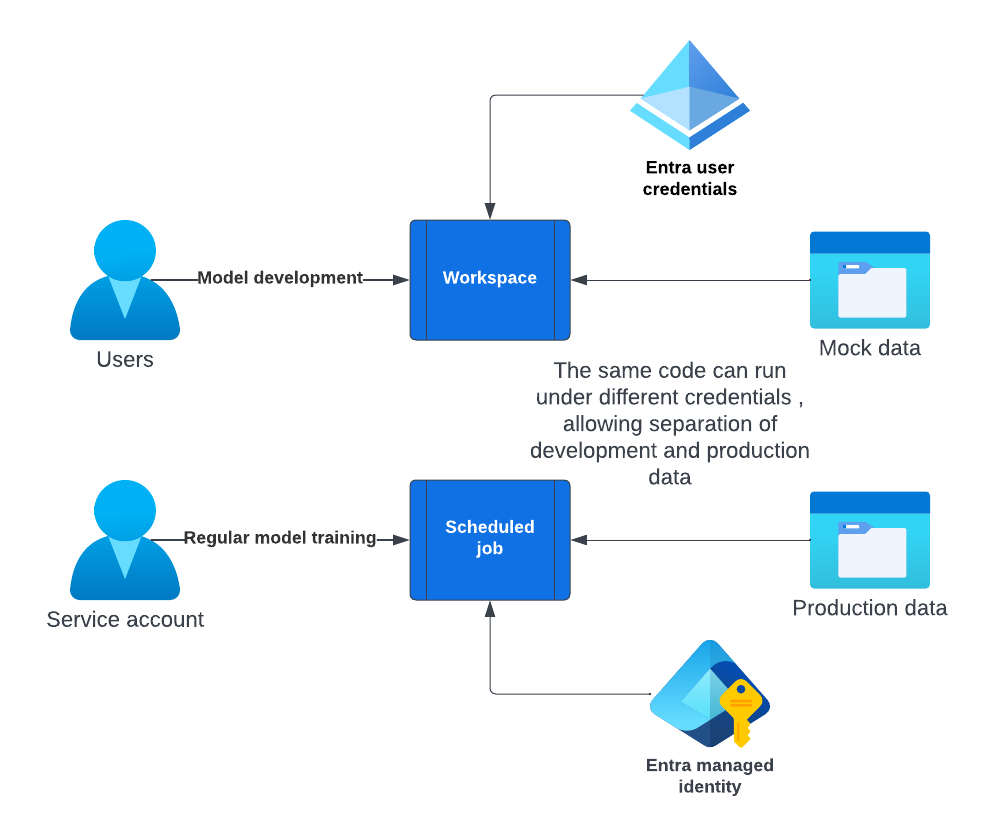 Entra user
credentials
Model development
Workspace
Users
Mock data
The same code can run
under different credentials ,
allowing separation of
development and production
data
Regular model training
Scheduled
job
Service account
Production data
Entra managed
identity